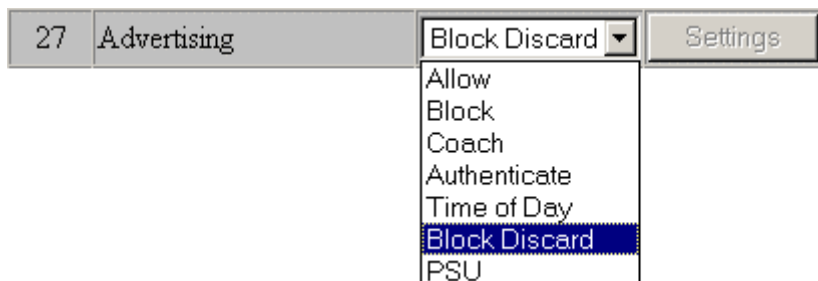 27 Advertising Block Discard Settings
Allow
Block
Coach
Authenticate
Time of Day
Block Discard
PSU